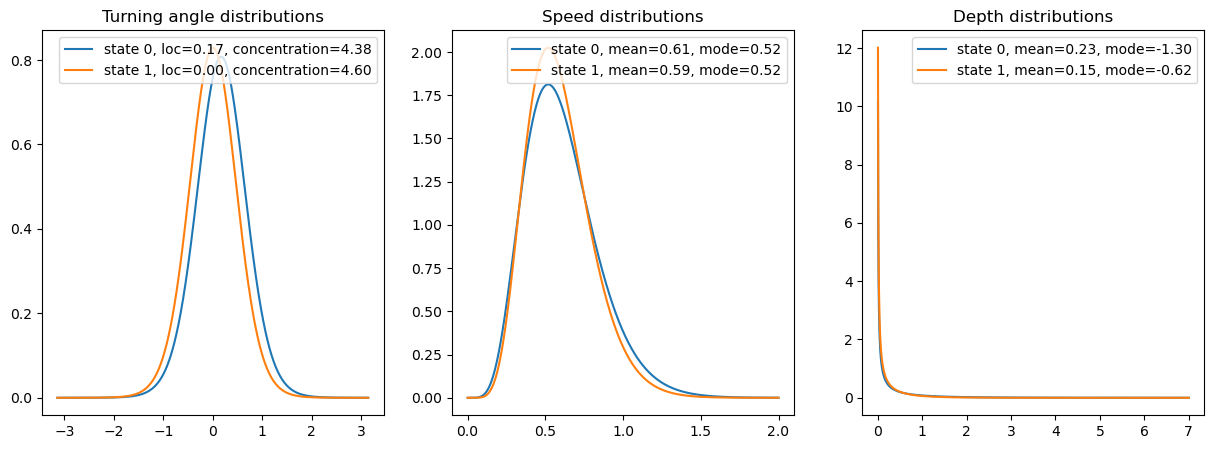 Turning angle distributions
state 0, loc=0.17, concentration=4.38
state 1, loc=0.00, concentration=4.60
0.8
0.6
0.4
0.2
0.0
−3 −2 −1 0 1 2 3
Speed distributions
state 0, mean=0.61, mode=0.52
state 1, mean=0.59, mode=0.52
2.00
1.75
1.50
1.25
1.00
0.75
0.50
0.25
0.00
0.0 0.5 1.0 1.5 2.0
Depth distributions
state 0, mean=0.23, mode=-1.30
state 1, mean=0.15, mode=-0.62
12
10
8
6
4
2
0
0 1 2 3 4 5 6 7